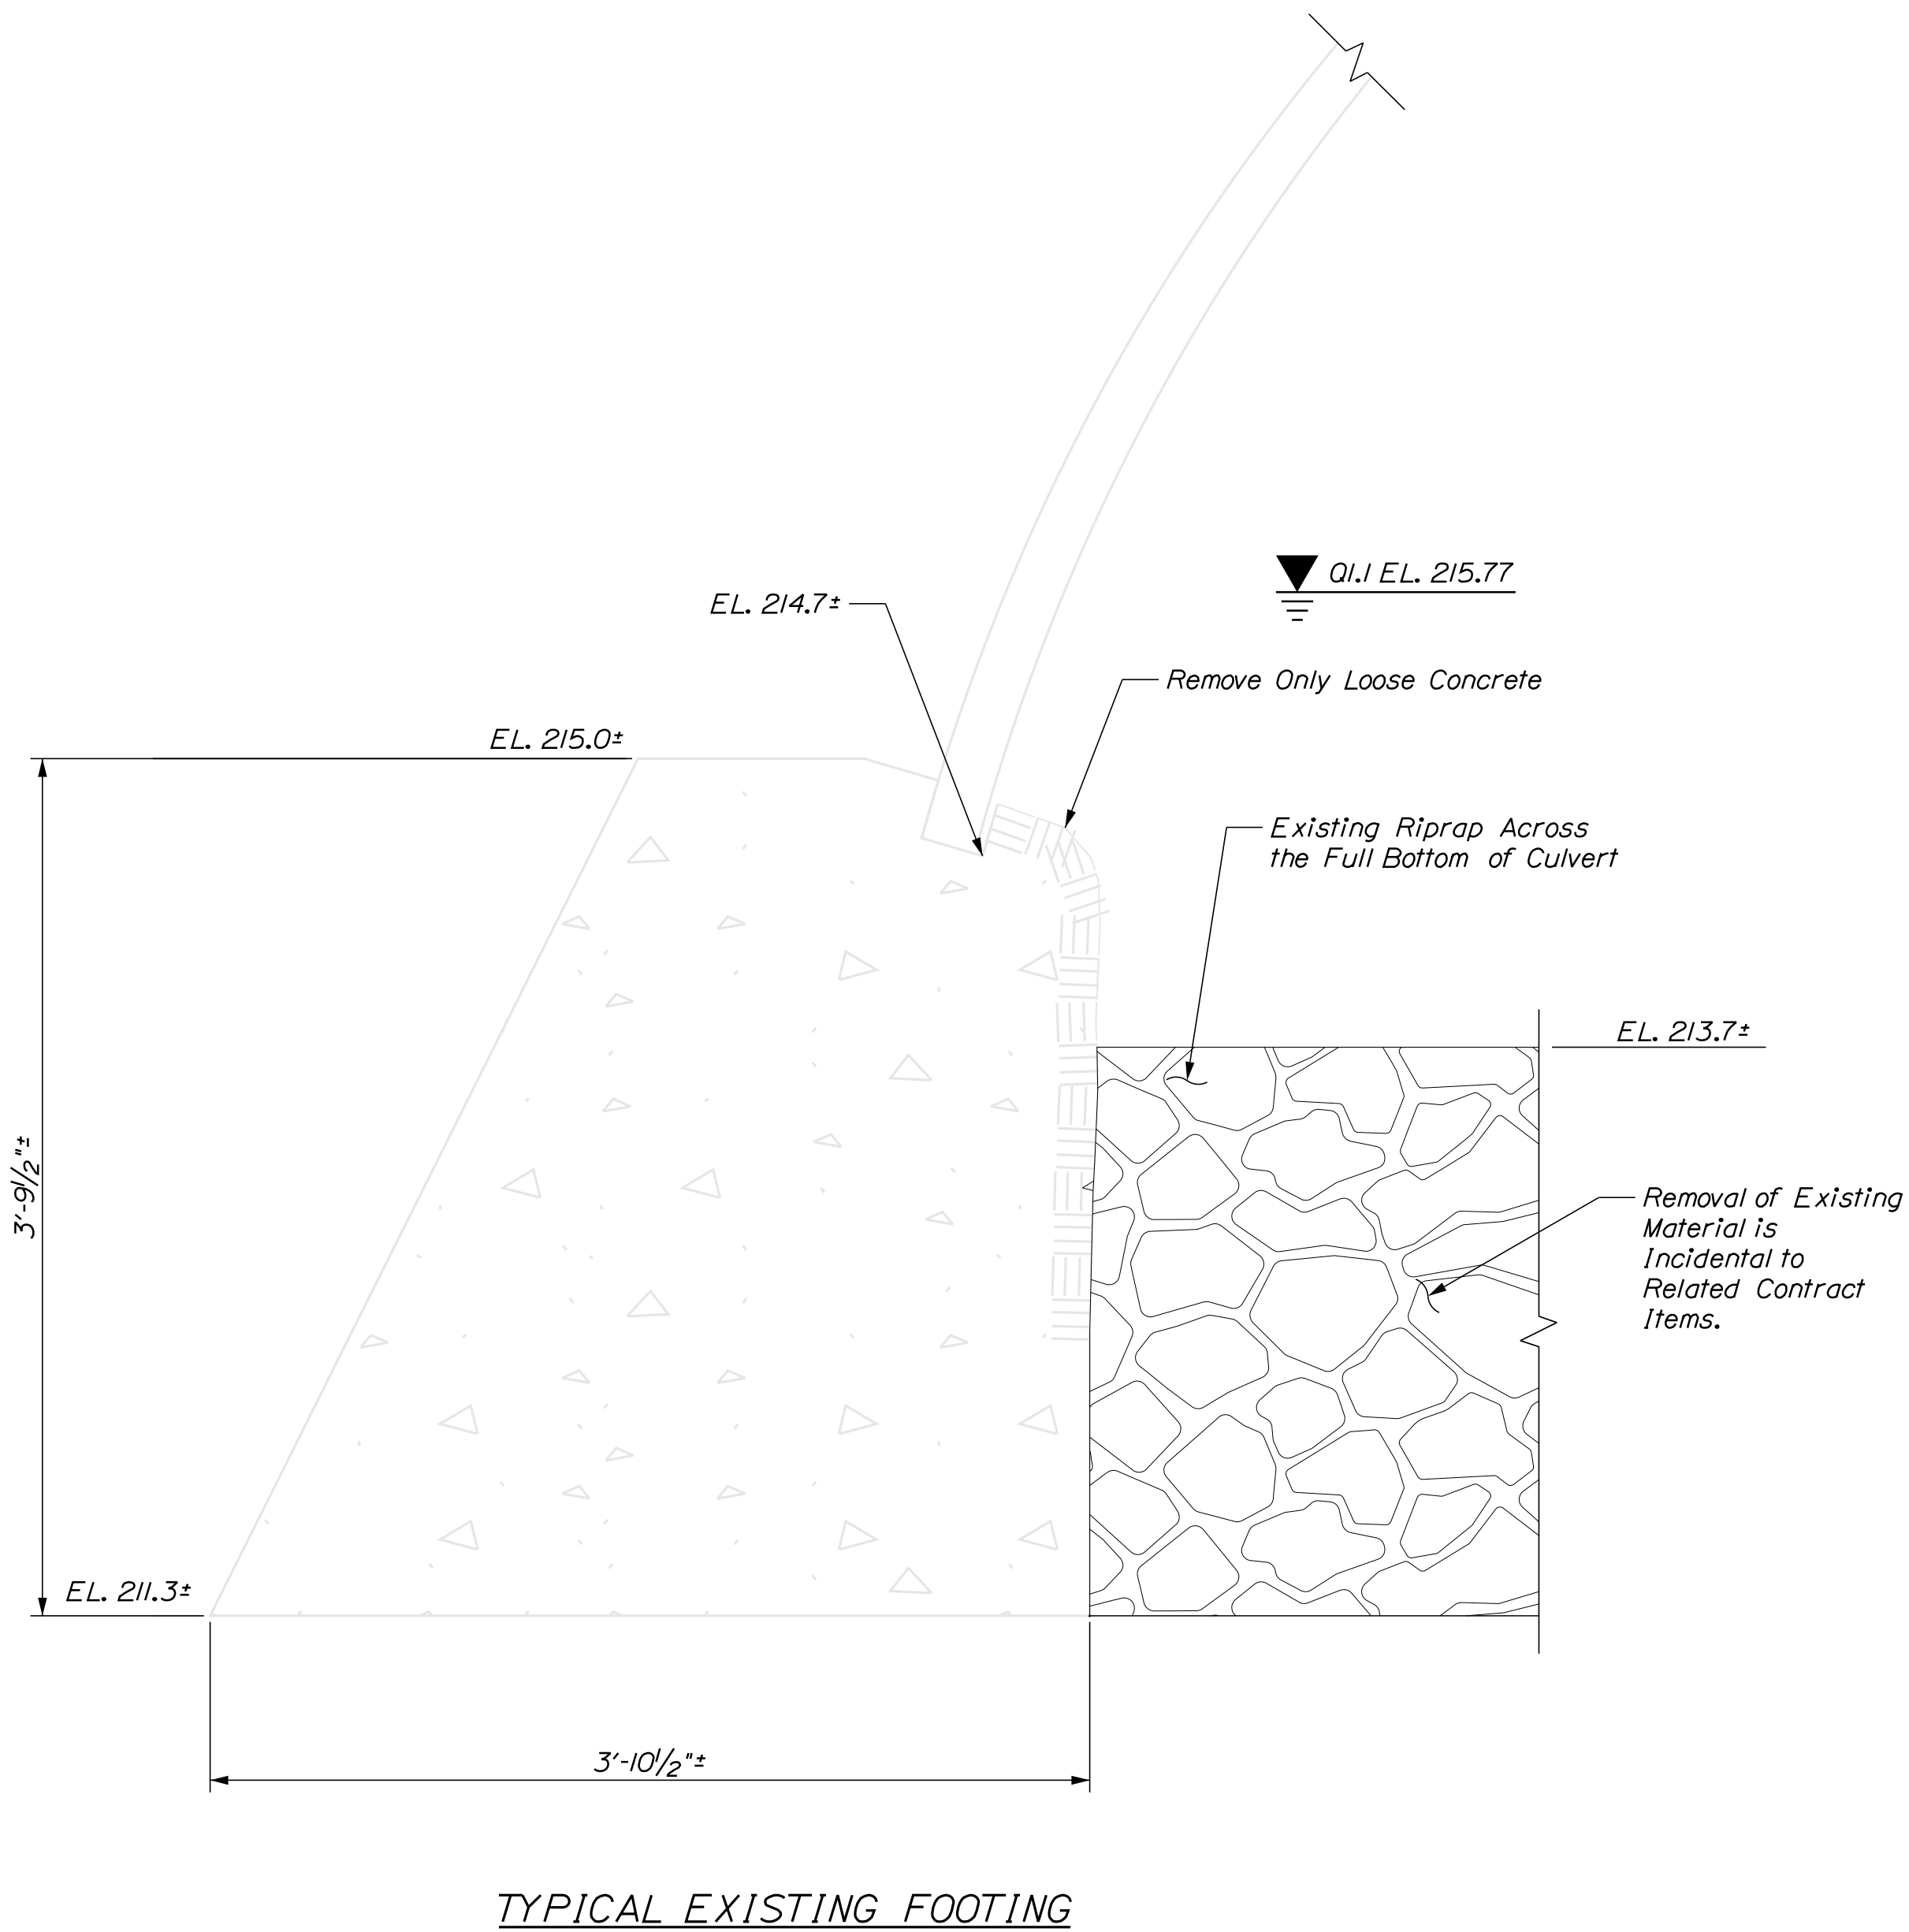 Q1.1 EL. 215.77
EL. 214.7±
Remove Only Loose Concrete
EL. 215.0±
Existing Riprap Across
the Full Bottom of Culvert
EL. 213.7±
3'-9 1/2"±
Removal of Existing
Material is
Incidental to
Related Contract
Items.
EL. 211.3±
3'-10 1/2"±
TYPICAL EXISTING FOOTING